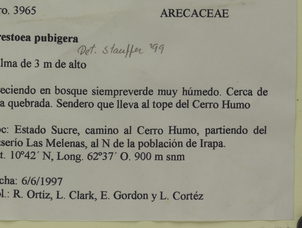 ro. 3965 ARECACEAE
restoea pubigera
Det. Stauffer '99
lma de 3 m de alto
eciendo en bosque siempreverde muy húmedo. Cerca de
a quebrada. Sendero que lleva al tope del Cerro Humo
oc: Estado Sucre, camino al Cerro Humo, partiendo del
serío Las Melenas, al N de la población de Irapa.
t. 10°42´ N, Long. 62°37´ O. 900 m snm
cha: 6/6/1997
ol.: R. Ortiz, L. Clark, E. Gordon y L. Cortéz